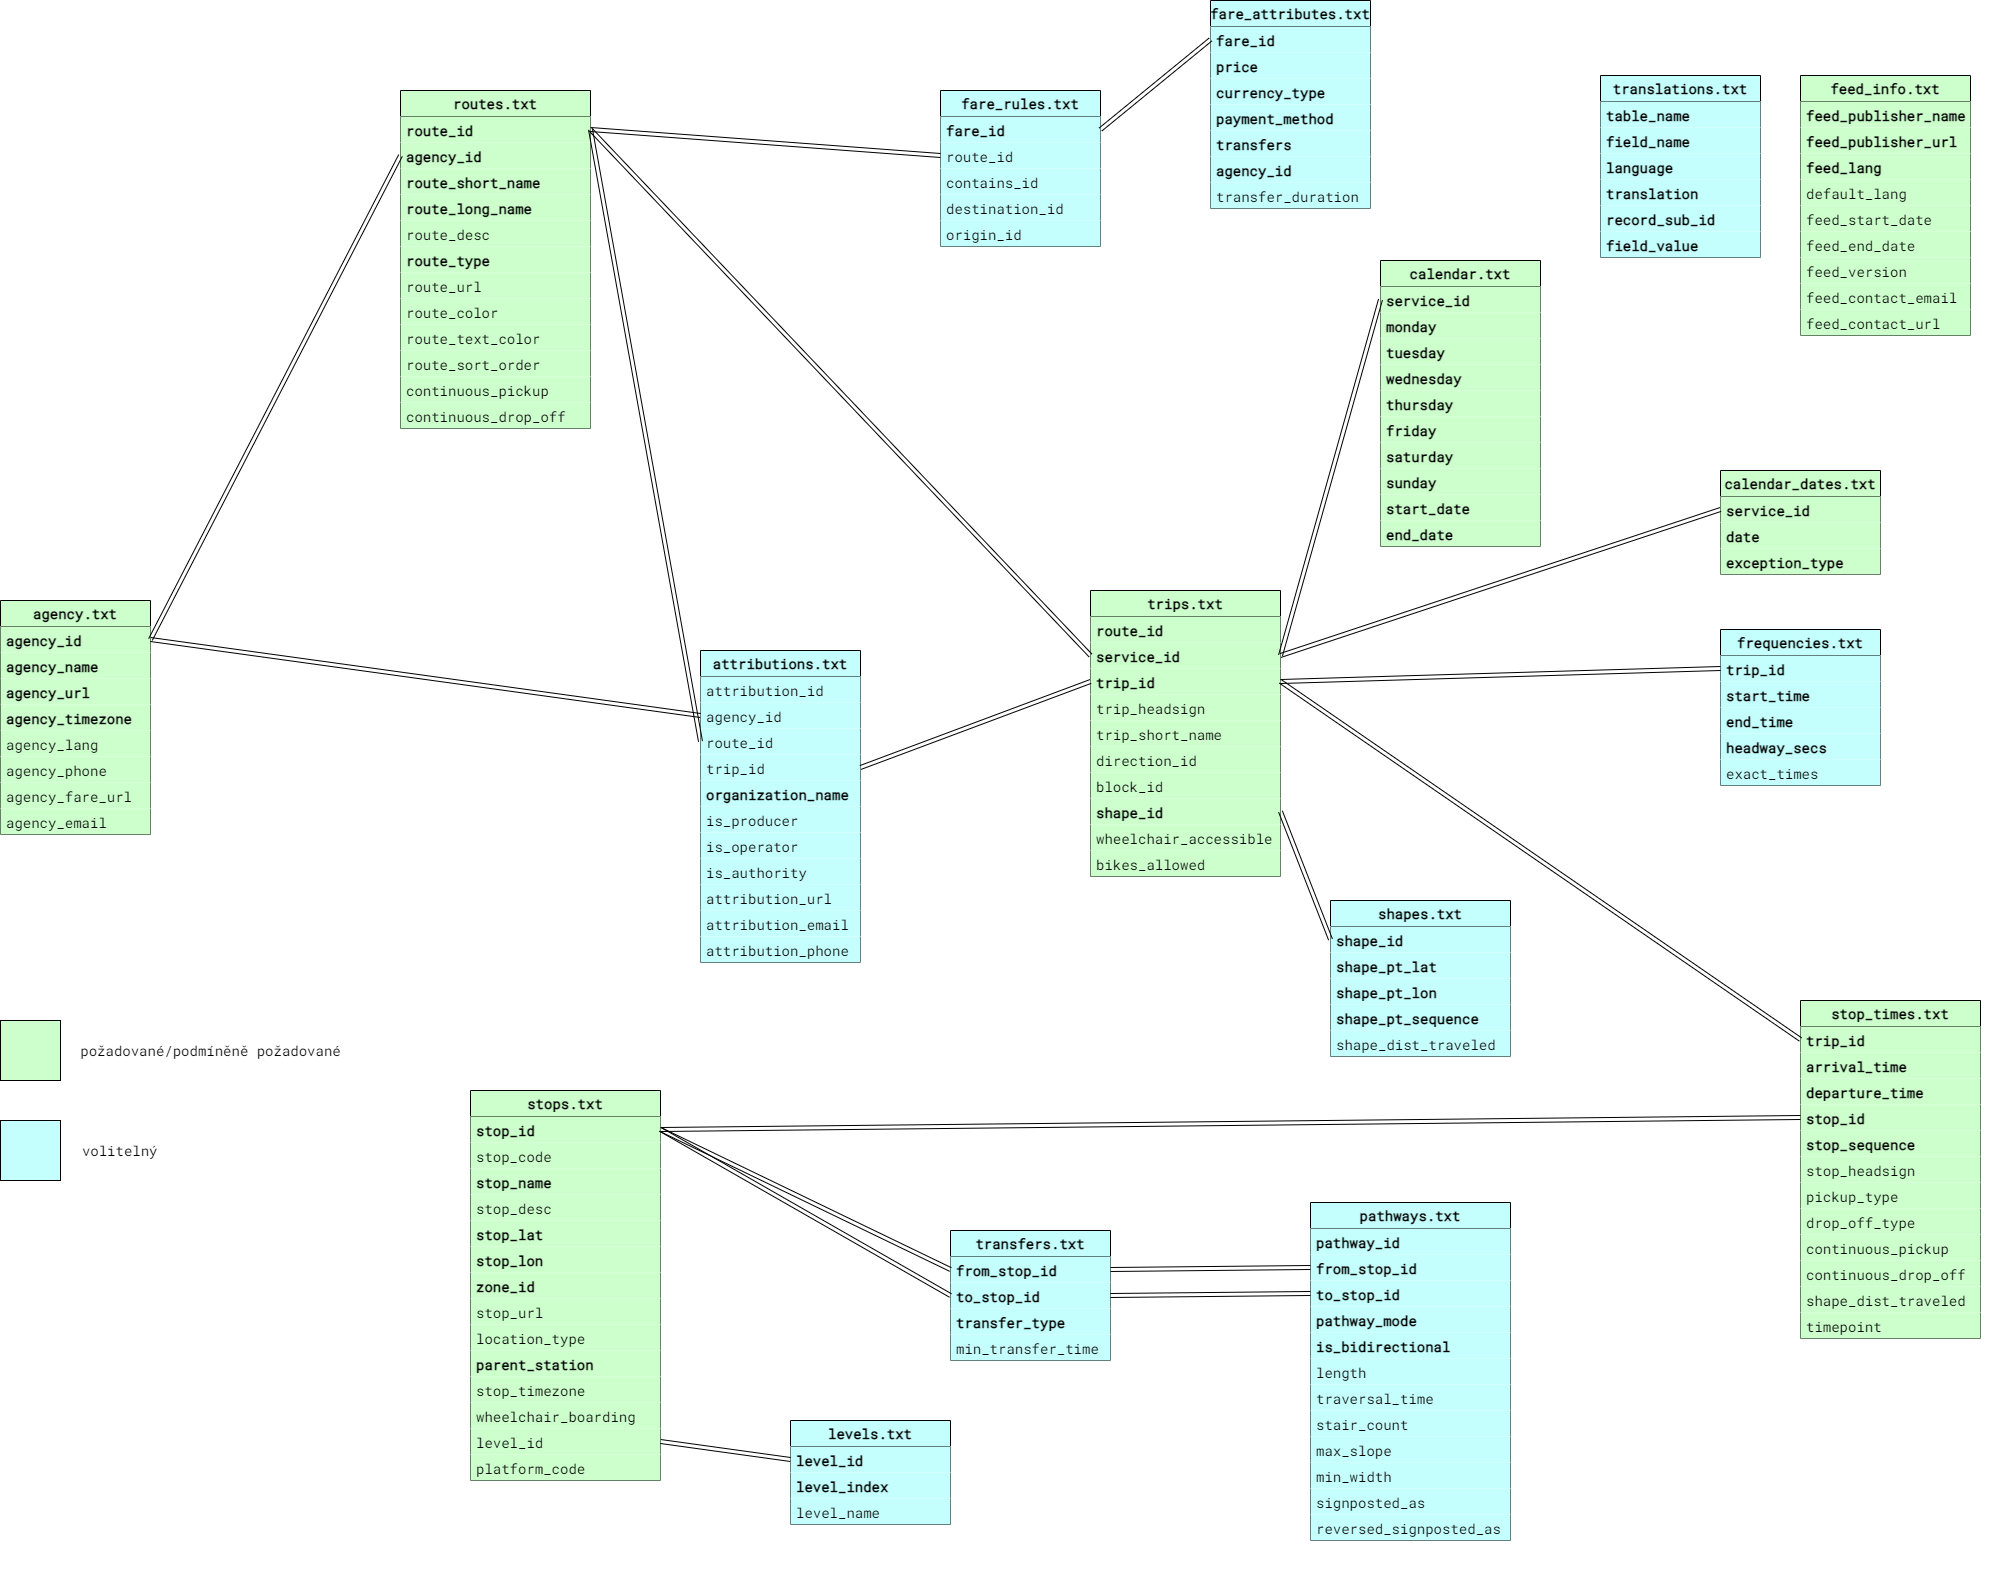 fare_attributes.txt
fare_id
price
currency_type
payment_method
transfers
agency_id
transfer_duration
routes.txt
route_id
agency_id
route_short_name
route_long_name
route_desc
route_type
route_url
route_color
route_text_color
route_sort_order
continuous_pickup
continuous_drop_off
fare_rules.txt
fare_id
route_id
contains_id
destination_id
origin_id
translations.txt
table_name
field_name
language
translation
record_sub_id
field_value
feed_info.txt
feed_publisher_name
feed_publisher_url
feed_lang
default_lang
feed_start_date
feed_end_date
feed_version
feed_contact_email
feed_contact_url
calendar.txt
service_id
monday
tuesday
wednesday
thursday
friday
saturday
sunday
start_date
end_date
calendar_dates.txt
service_id
date
exception_type
agency.txt
agency_id
agency_name
agency_url
agency_timezone
agency_lang
agency_phone
agency_fare_url
agency_email
attributions.txt
attribution_id
agency_id
route_id
trip_id
organization_name
is_producer
is_operator
is_authority
attribution_url
attribution_email
attribution_phone
trips.txt
route_id
service_id
trip_id
trip_headsign
trip_short_name
direction_id
block_id
shape_id
wheelchair_accessible
bikes_allowed
frequencies.txt
trip_id
start_time
end_time
headway_secs
exact_times
shapes.txt
shape_id
shape_pt_lat
shape_pt_lon
shape_pt_sequence
shape_dist_traveled
stop_times.txt
trip_id
arrival_time
departure_time
stop_id
stop_sequence
stop_headsign
pickup_type
drop_off_type
continuous_pickup
continuous_drop_off
shape_dist_traveled
timepoint
požadované/podmíněně požadované
volitelný
stops.txt
stop_id
stop_code
stop_name
stop_desc
stop_lat
stop_lon
zone_id
stop_url
location_type
parent_station
stop_timezone
wheelchair_boarding
level_id
platform_code
transfers.txt
from_stop_id
to_stop_id
transfer_type
min_transfer_time
pathways.txt
pathway_id
from_stop_id
to_stop_id
pathway_mode
is_bidirectional
length
traversal_time
stair_count
max_slope
min_width
signposted_as
reversed_signposted_as
levels.txt
level_id
level_index
level_name